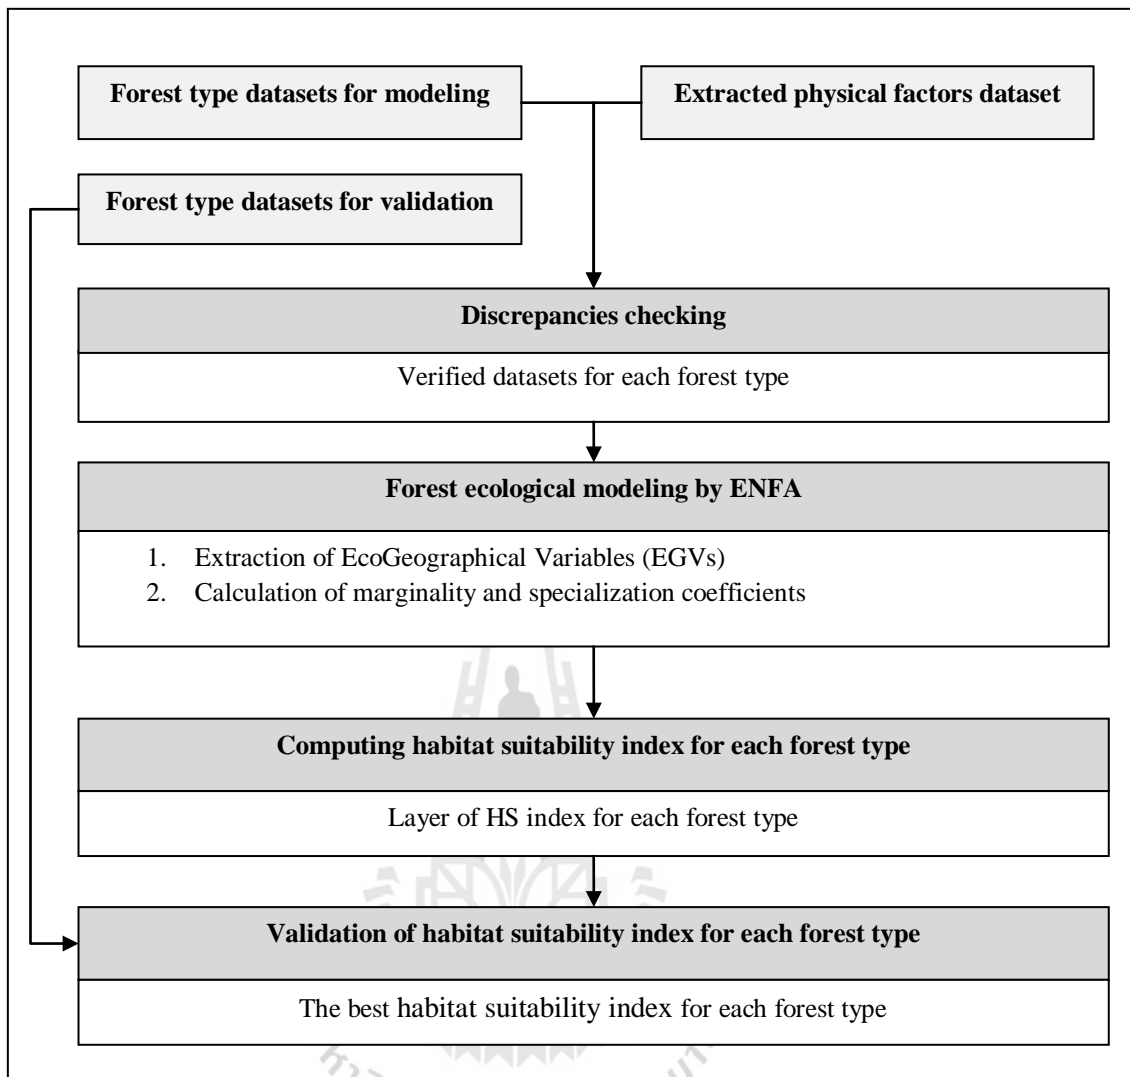 Forest type datasets for modeling
Extracted physical factors dataset
Forest type datasets for validation
Discrepancies checking
Verified datasets for each forest type
Forest ecological modeling by ENFA
1. Extraction of EcoGeographical Variables (EGVs)
2. Calculation of marginality and specialization coefficients
Computing habitat suitability index for each forest type
Layer of HS index for each forest type
Validation of habitat suitability index for each forest type
The best habitat suitability index for each forest type